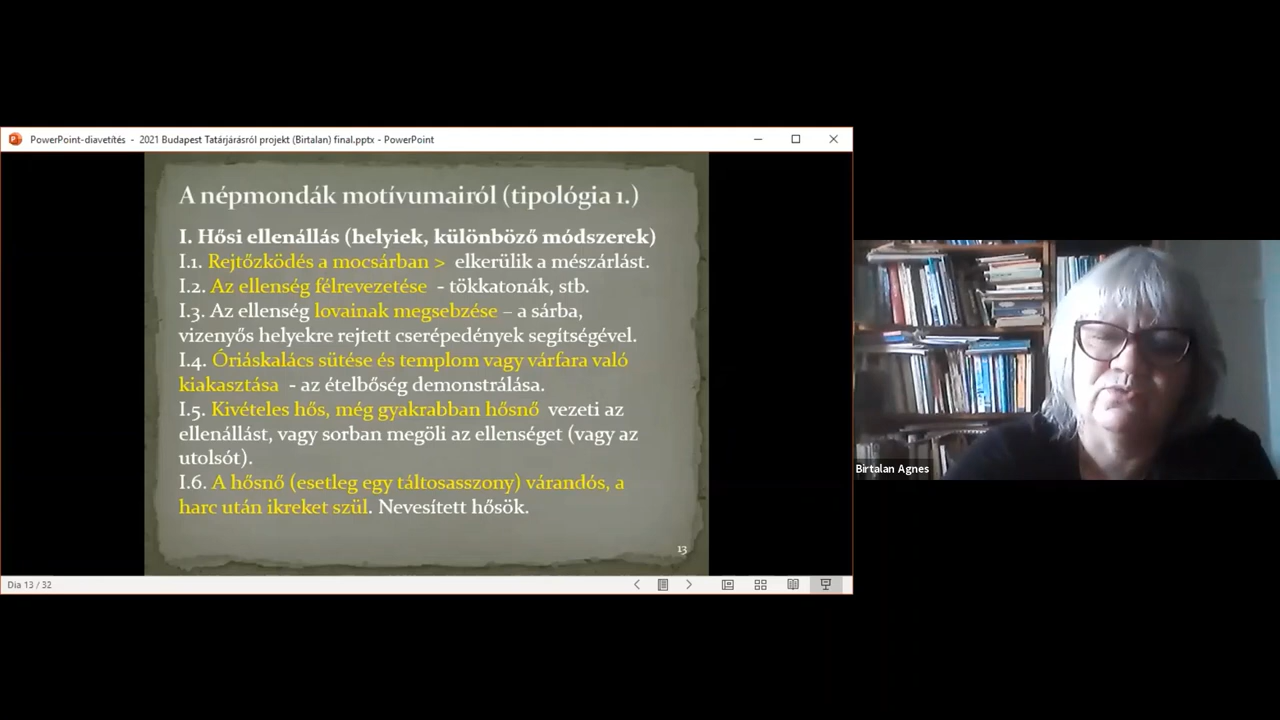 PowerPoint-diavetítés - 2021 Budapest Tatárjárásról projekt (Birtalan) final.pptx - PowerPoint
A népmondák motívumairól (tipológia 1.)
I. Hősi ellenállás (helyiek, különböző módszerek)
I.1. Rejtőzködés a mocsárban > elkerülik a mészárlást.
I.2. Az ellenség félrevezetése - tökkatonák, stb.
I.3. Az ellenség lovainak megsebzése – a sárba,
vizenyős helyekre rejtett cserépedények segítségével.
I.4. Óriáskalács sütése és templom vagy várfara való
kiakasztása - az ételbőség demonstrálása.
I.5. Kivételes hős, még gyakrabban hősnő vezeti az
ellenállást, vagy sorban megöli az ellenséget (vagy az
utolsót).
I.6. A hősnő (esetleg egy táltosasszony) várandós, a
harc után ikreket szül. Nevesített hősök.
13
Dia 13 / 32
Birtalan Agnes